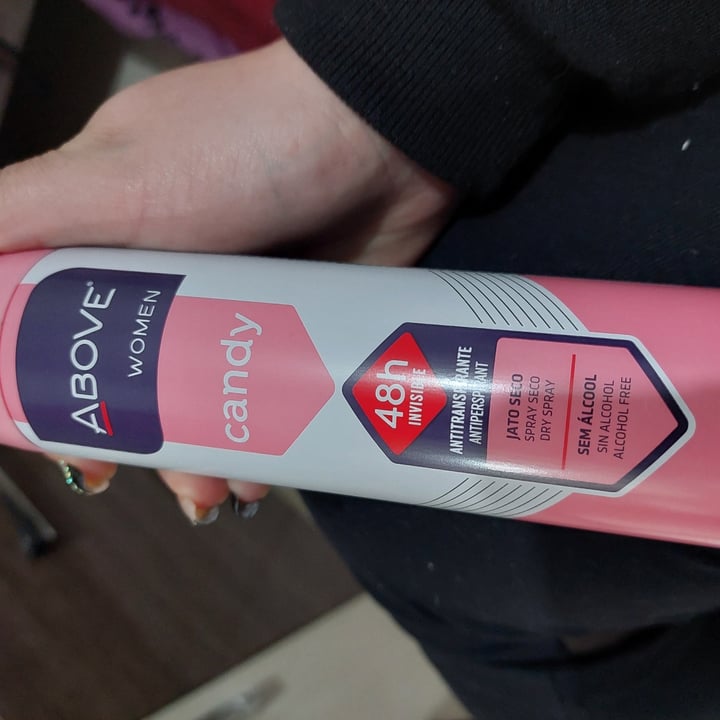 ABOVE®
WOMEN
candy
48h
INVISIBLE
ANTITRANSPIRANTE
ANTIPERSPIRANT
JATO SECO
SPRAY SECO
DRY SPRAY
SEM ÁLCOOL
SIN ALCOHOL
ALCOHOL FREE